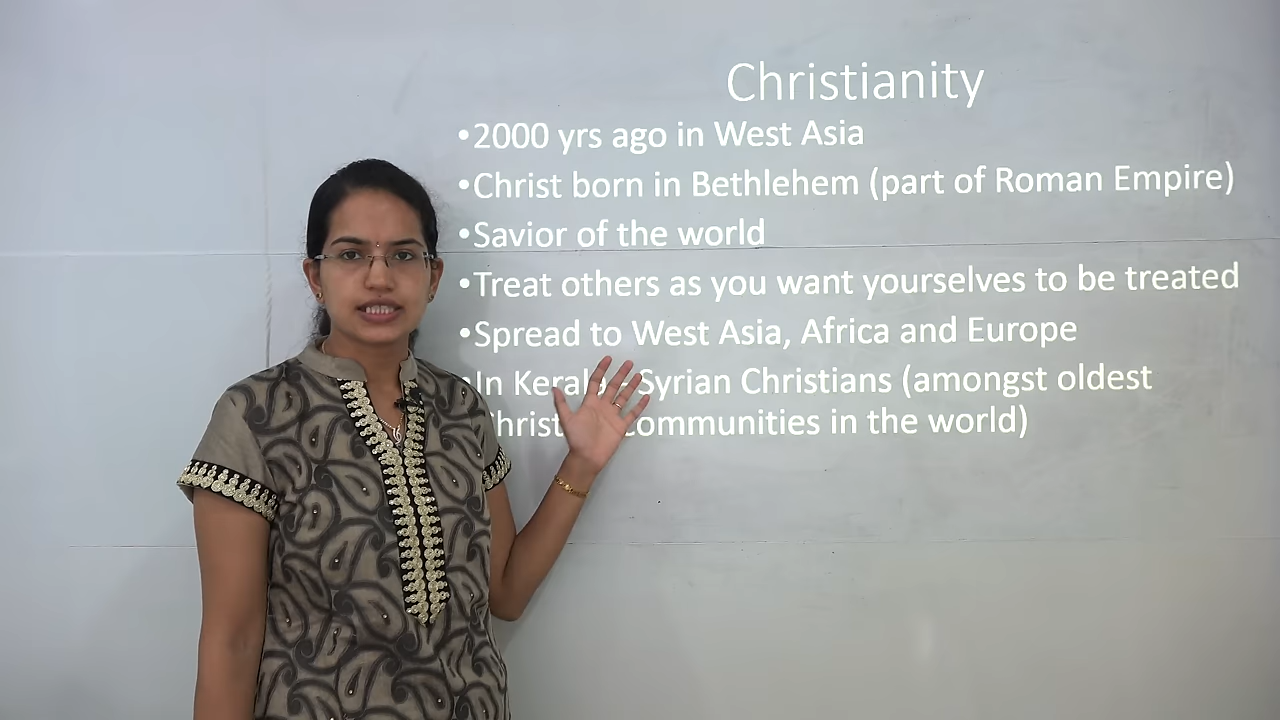 Christianity
•2000 yrs ago in West Asia
•Christ born in Bethlehem (part of Roman Empire)
•Savior of the world
•Treat others as you want yourselves to be treated
•Spread to West Asia, Africa and Europe
•In Kerala - Syrian Christians (amongst oldest
communities in the world)